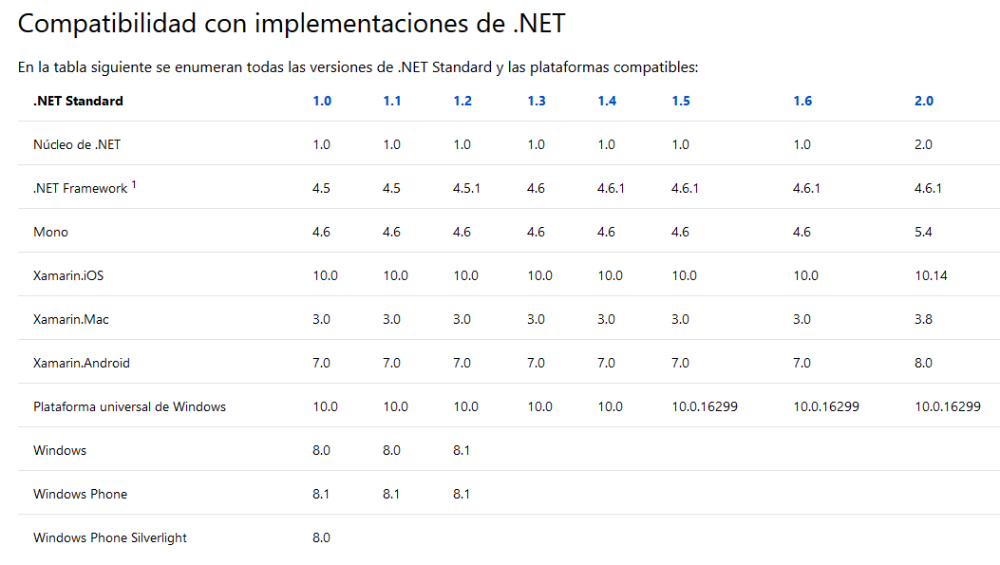 Compatibilidad con implementaciones de .NET
En la tabla siguiente se enumeran todas las versiones de .NET Standard y las plataformas compatibles:
.NET Standard 1.0 1.1 1.2 1.3 1.4 1.5 1.6 2.0
Núcleo de .NET 1.0 1.0 1.0 1.0 1.0 1.0 1.0 2.0
.NET Framework 1 4.5 4.5 4.5.1 4.6 4.6.1 4.6.1 4.6.1 4.6.1
Mono 4.6 4.6 4.6 4.6 4.6 4.6 4.6 5.4
Xamarin.iOS 10.0 10.0 10.0 10.0 10.0 10.0 10.0 10.14
Xamarin.Mac 3.0 3.0 3.0 3.0 3.0 3.0 3.0 3.8
Xamarin.Android 7.0 7.0 7.0 7.0 7.0 7.0 7.0 8.0
Plataforma universal de Windows 10.0 10.0 10.0 10.0 10.0 10.0.16299 10.0.16299 10.0.16299
Windows 8.0 8.0 8.1
Windows Phone 8.1 8.1 8.1
Windows Phone Silverlight 8.0